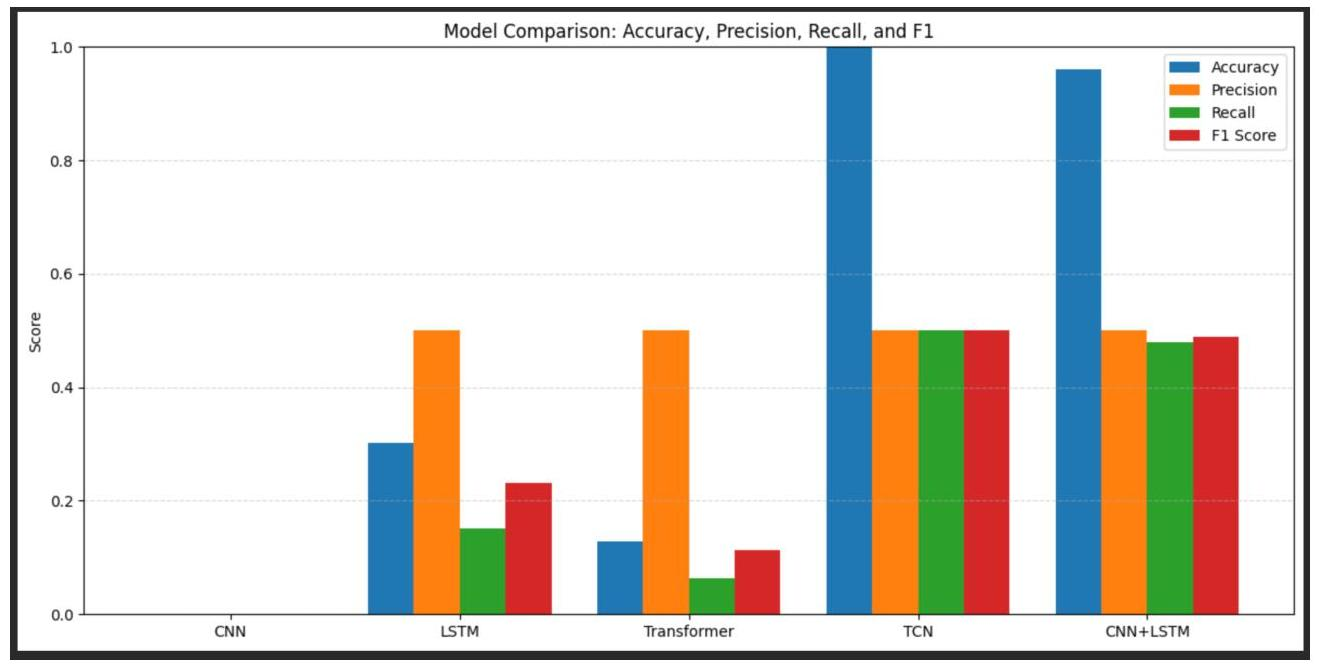 Model Comparison: Accuracy, Precision, Recall, and F1
1.0
0.8
0.6
0.4
0.2
0.0
Score
Accuracy
Precision
Recall
F1 Score
CNN
LSTM
Transformer
TCN
CNN+LSTM